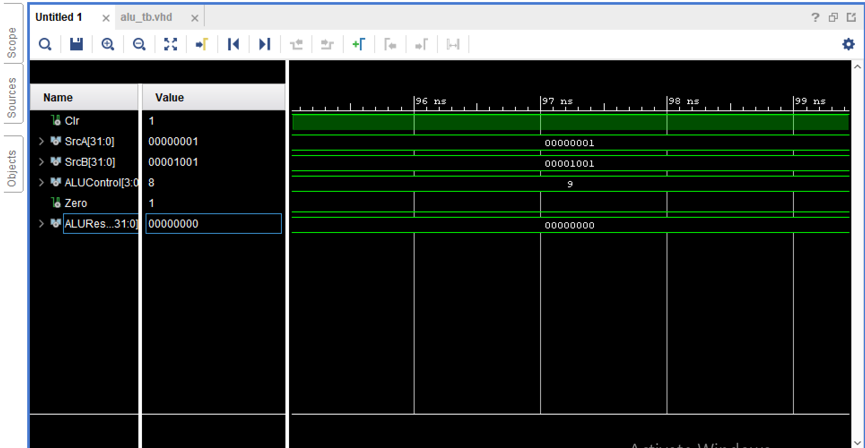 Untitled 1 × alu_tb.vhd × ?
Scope
Sources
Objects
Name Value
96 ns 97 ns 98 ns 99 ns
Clr 1
> SrcA[31:0] 00000001 00000001
> SrcB[31:0] 00001001 00001001
> ALUControl[3:0 8 9
Zero 1
> ALURes...31:0] 00000000 00000000
Activate Windows